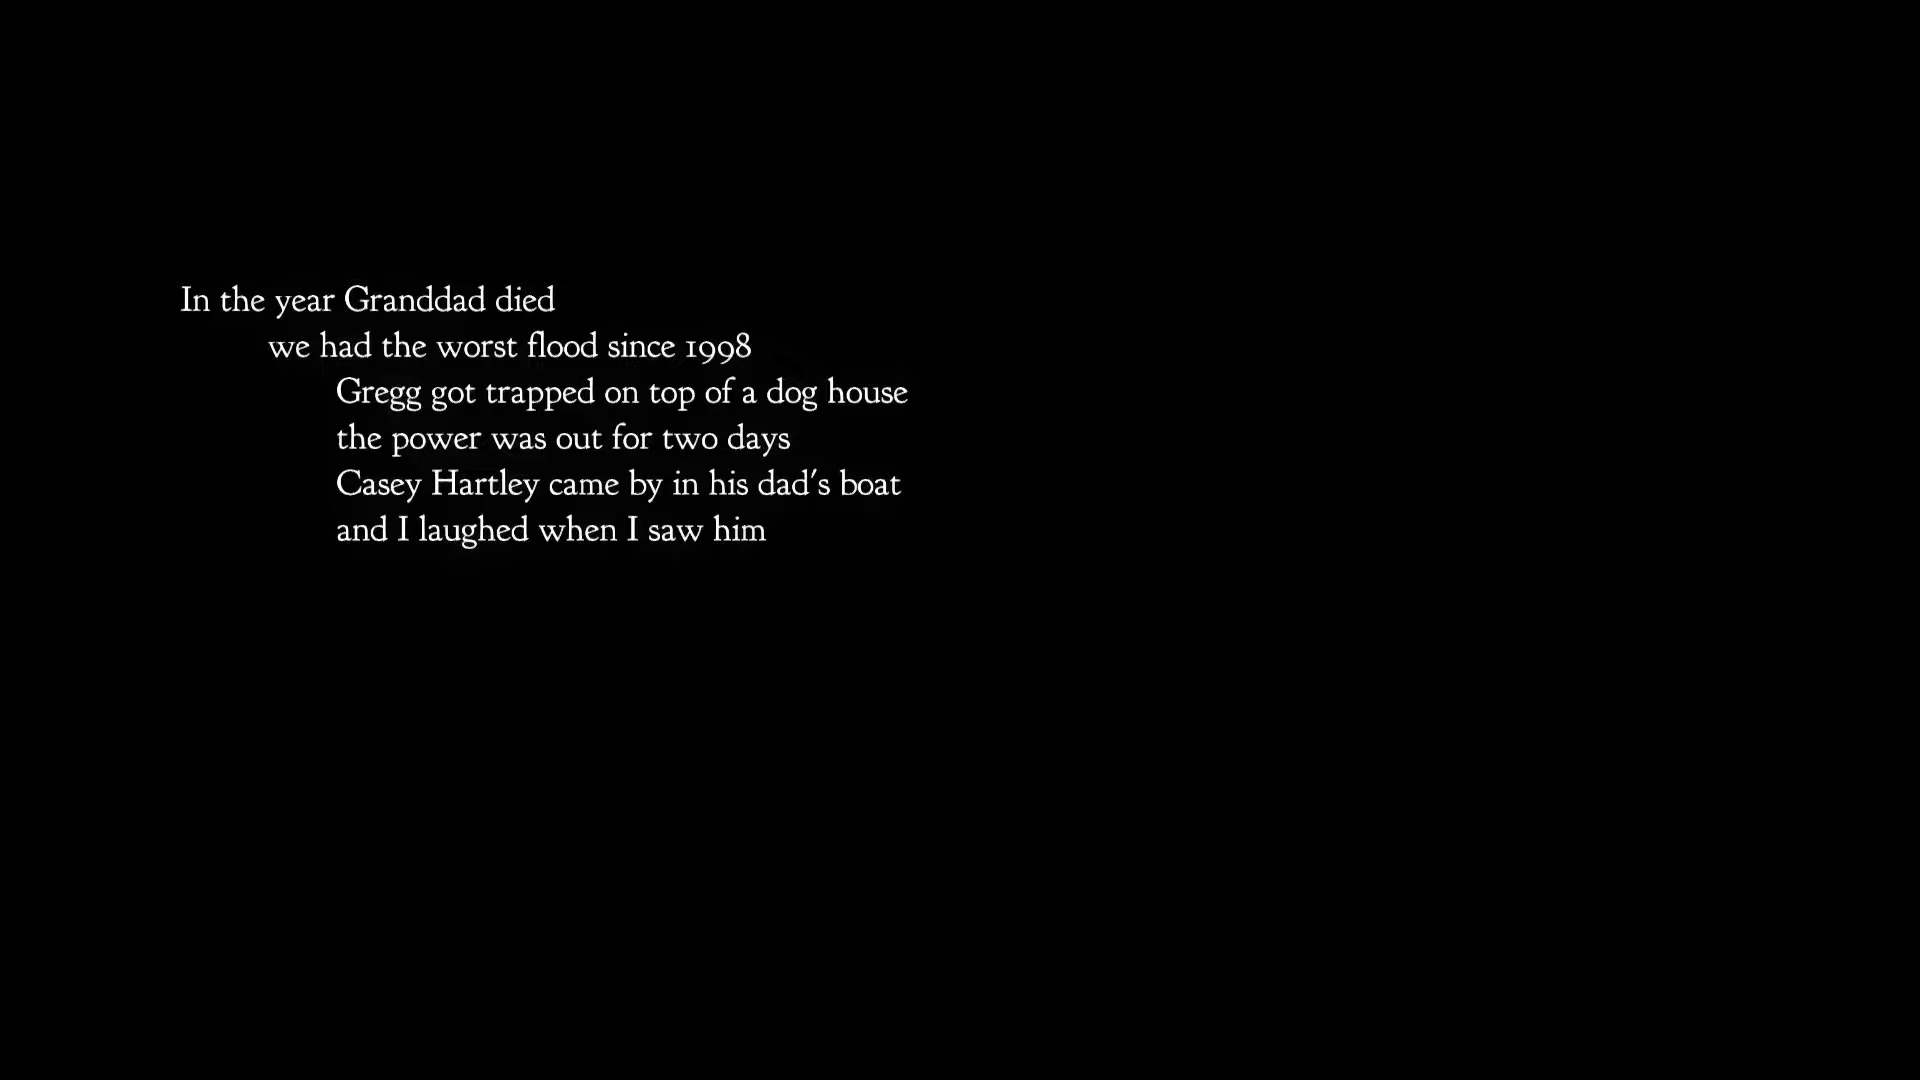 In the year Granddad died
we had the worst flood since 1998
Gregg got trapped on top of a dog house
the power was out for two days
Casey Hartley came by in his dad's boat
and I laughed when I saw him